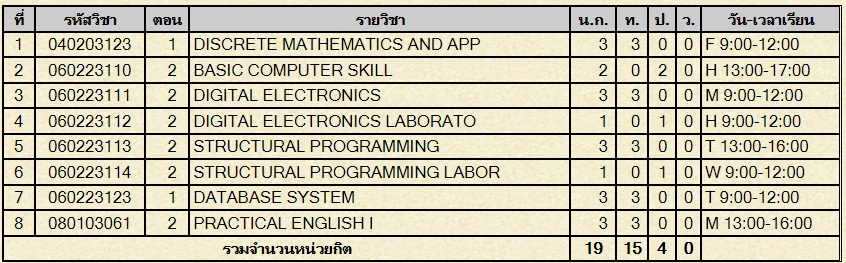 ที่ รหัสวิชา ตอน รายวิชา น.ก. ท. ป. ว. วัน-เวลาเรียน
1 040203123 1 DISCRETE MATHEMATICS AND APP 3 3 0 0 F 9:00-12:00
2 060223110 2 BASIC COMPUTER SKILL 2 0 2 0 H 13:00-17:00
3 060223111 2 DIGITAL ELECTRONICS 3 3 0 0 M 9:00-12:00
4 060223112 2 DIGITAL ELECTRONICS LABORATO 1 0 1 0 H 9:00-12:00
5 060223113 2 STRUCTURAL PROGRAMMING 3 3 0 0 T 13:00-16:00
6 060223114 2 STRUCTURAL PROGRAMMING LABOR 1 0 1 0 W 9:00-12:00
7 060223123 1 DATABASE SYSTEM 3 3 0 0 T 9:00-12:00
8 080103061 2 PRACTICAL ENGLISH I 3 3 0 0 M 13:00-16:00
รวมจำนวนหน่วยกิต 19 15 4 0